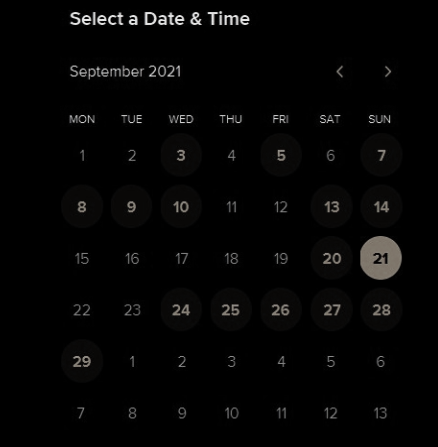 Select a Date & Time
September 2021
MON TUE WED THU FRI SAT SUN
1 2 3 4 5 6 7
8 9 10 11 12 13 14
15 16 17 18 19 20 21
22 23 24 25 26 27 28
29 1 2 3 4 5 6
7 8 9 10 11 12 13